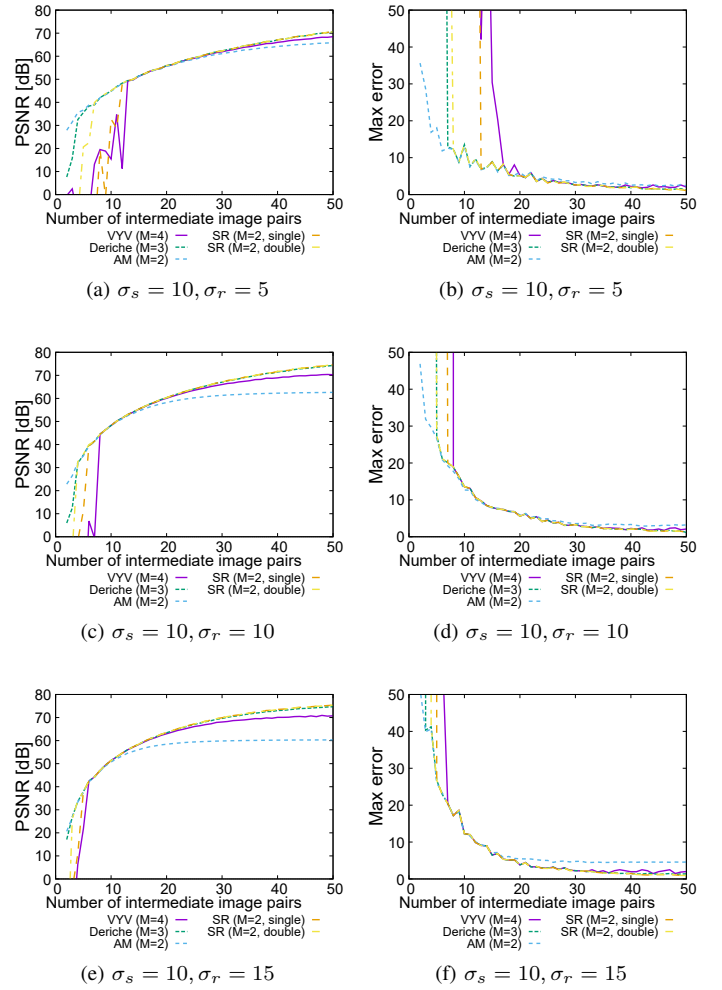 80
70
60
50
40
30
20
10
0
PSNR [dB]
0 10 20 30 40 50
Number of intermediate image pairs
VYV (M=4) SR (M=2, single)
Deriche (M=3) SR (M=2, double)
AM (M=2)
(a) σs = 10, σr = 5
50
40
30
20
10
0
Max error
0 10 20 30 40 50
Number of intermediate image pairs
VYV (M=4) SR (M=2, single)
Deriche (M=3) SR (M=2, double)
AM (M=2)
(b) σs = 10, σr = 5
80
70
60
50
40
30
20
10
0
PSNR [dB]
0 10 20 30 40 50
Number of intermediate image pairs
VYV (M=4) SR (M=2, single)
Deriche (M=3) SR (M=2, double)
AM (M=2)
(c) σs = 10, σr = 10
50
40
30
20
10
0
Max error
0 10 20 30 40 50
Number of intermediate image pairs
VYV (M=4) SR (M=2, single)
Deriche (M=3) SR (M=2, double)
AM (M=2)
(d) σs = 10, σr = 10
80
70
60
50
40
30
20
10
0
PSNR [dB]
0 10 20 30 40 50
Number of intermediate image pairs
VYV (M=4) SR (M=2, single)
Deriche (M=3) SR (M=2, double)
AM (M=2)
(e) σs = 10, σr = 15
50
40
30
20
10
0
Max error
0 10 20 30 40 50
Number of intermediate image pairs
VYV (M=4) SR (M=2, single)
Deriche (M=3) SR (M=2, double)
AM (M=2)
(f) σs = 10, σr = 15